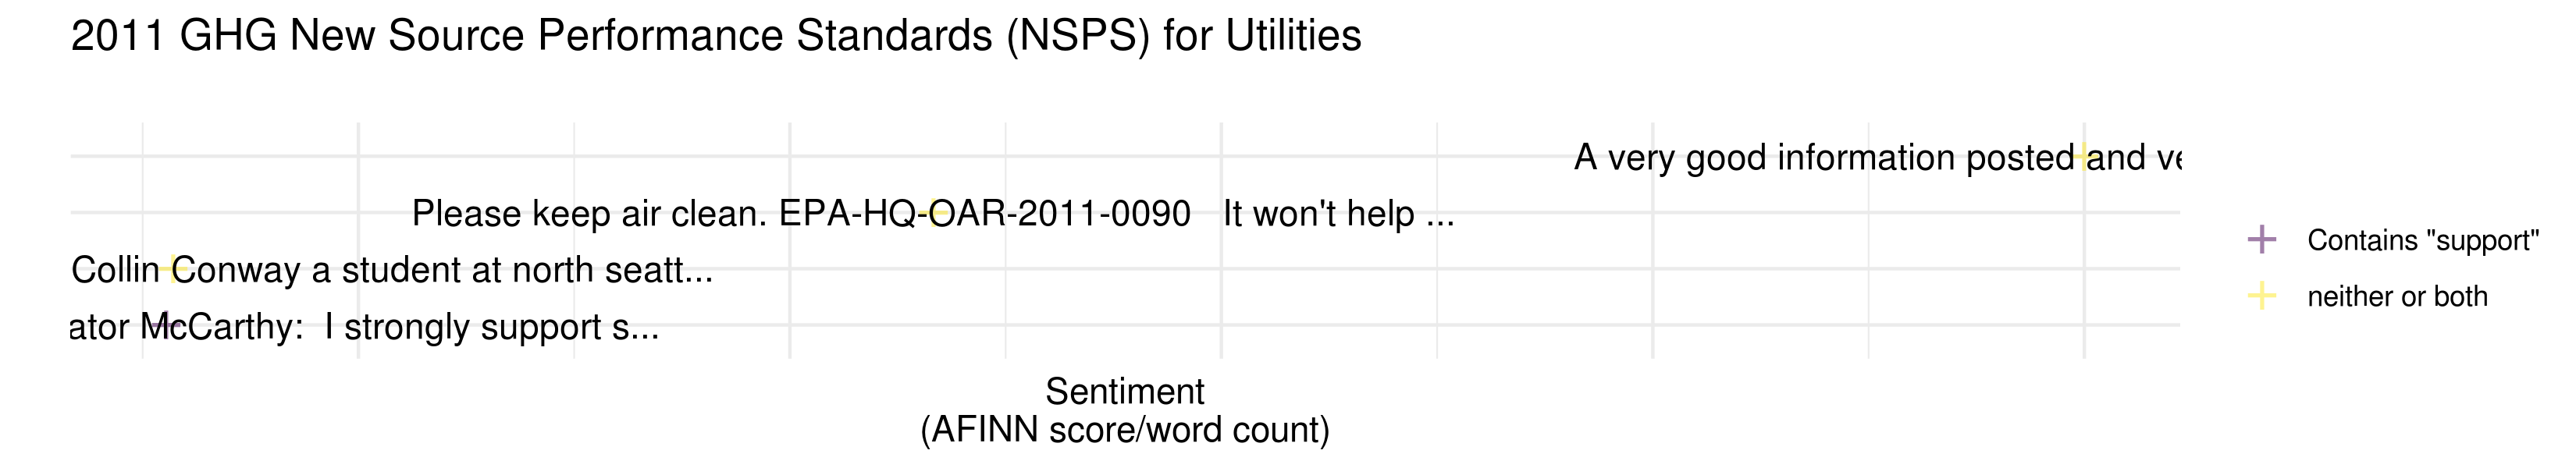 2011 GHG New Source Performance Standards (NSPS) for Utilities
A very good information posted and ve
Please keep air clean. EPA-HQ-OAR-2011-0090   It won't help ...
Collin Conway a student at north seatt...
ator McCarthy:  I strongly support s...
Contains "support"
neither or both
Sentiment
(AFINN score/word count)